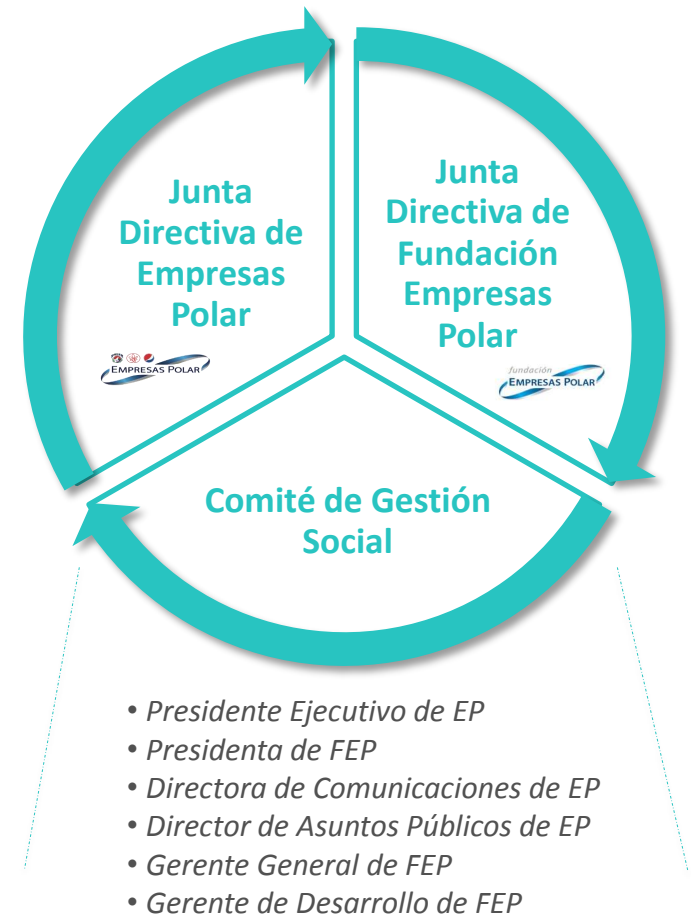 Junta
Directiva de
Empresas
Polar
EMPRESAS POLAR
Junta
Directiva de
Fundación
Empresas
Polar
fundación
EMPRESAS POLAR
Comité de Gestión
Social
• Presidente Ejecutivo de EP
• Presidenta de FEP
• Directora de Comunicaciones de EP
• Director de Asuntos Públicos de EP
• Gerente General de FEP
• Gerente de Desarrollo de FEP